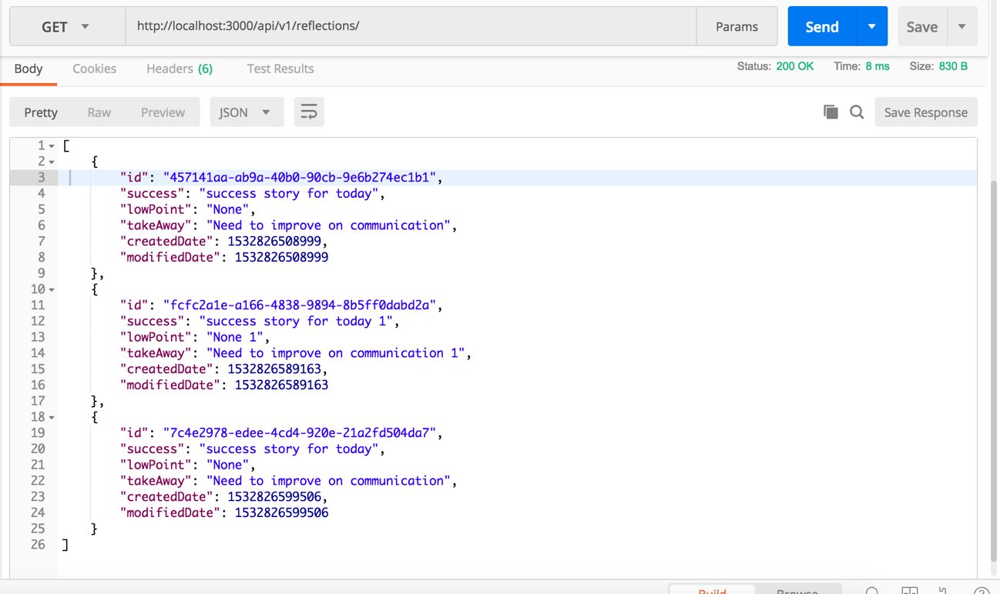 GET http://localhost:3000/api/v1/reflections/ Params Send Save
Body Cookies Headers (6) Test Results Status: 200 OK Time: 8 ms Size: 830 B
Pretty Raw Preview JSON Save Response
1 [
2 {
3 "id": "457141aa-ab9a-40b0-90cb-9e6b274ec1b1",
4 "success": "success story for today",
5 "lowPoint": "None",
6 "takeAway": "Need to improve on communication",
7 "createdDate": 1532826508999,
8 "modifiedDate": 1532826508999
9 },
10 {
11 "id": "fcfc2a1e-a166-4838-9894-8b5ff0dabd2a",
12 "success": "success story for today 1",
13 "lowPoint": "None 1",
14 "takeAway": "Need to improve on communication 1",
15 "createdDate": 1532826589163,
16 "modifiedDate": 1532826589163
17 },
18 {
19 "id": "7c4e2978-edee-4cd4-920e-21a2fd504da7",
20 "success": "success story for today",
21 "lowPoint": "None",
22 "takeAway": "Need to improve on communication",
23 "createdDate": 1532826599506,
24 "modifiedDate": 1532826599506
25 }
26 ]
Build Browse